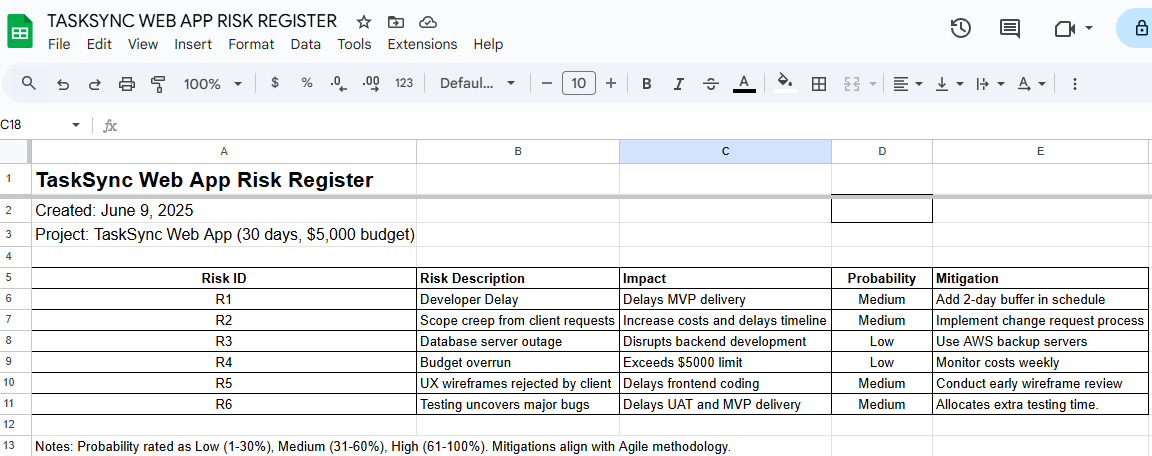 TASKSYNC WEB APP RISK REGISTER
File Edit View Insert Format Data Tools Extensions Help
100% $ % .0 .00 123 Defaul... 10 B I S A A
C18 fx
A B C D E
1 TaskSync Web App Risk Register
2 Created: June 9, 2025
3 Project: TaskSync Web App (30 days, $5,000 budget)
4
5 Risk ID Risk Description Impact Probability Mitigation
6 R1 Developer Delay Delays MVP delivery Medium Add 2-day buffer in schedule
7 R2 Scope creep from client requests Increase costs and delays timeline Medium Implement change request process
8 R3 Database server outage Disrupts backend development Low Use AWS backup servers
9 R4 Budget overrun Exceeds $5000 limit Low Monitor costs weekly
10 R5 UX wireframes rejected by client Delays frontend coding Medium Conduct early wireframe review
11 R6 Testing uncovers major bugs Delays UAT and MVP delivery Medium Allocates extra testing time.
12
13 Notes: Probability rated as Low (1-30%), Medium (31-60%), High (61-100%). Mitigations align with Agile methodology.